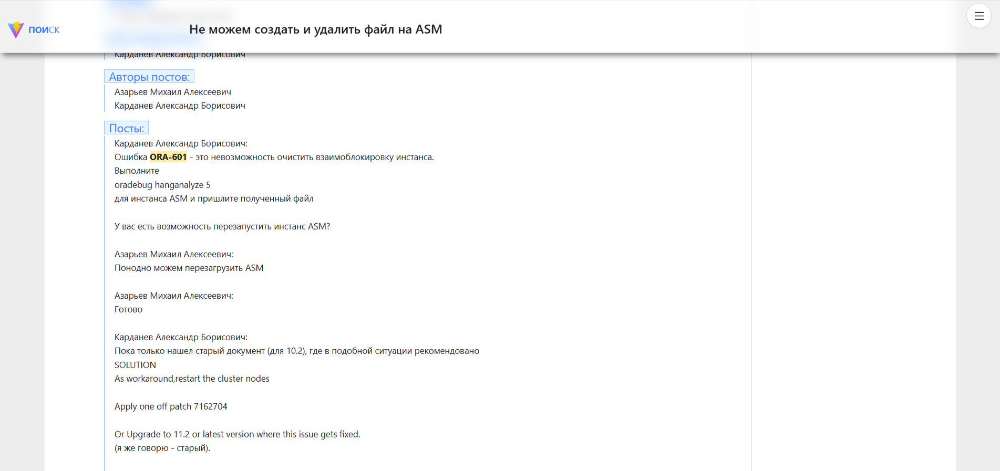 ПОИСК
Не можем создать и удалить файл на ASM
Карданев Александр Борисович
Авторы постов:
Азарьев Михаил Алексеевич
Карданев Александр Борисович
Посты:
Карданев Александр Борисович:
Ошибка ORA-601 - это невозможность очистить взаимоблокировку инстанса.
Выполните
oradebug hanganalyze 5
для инстанса ASM и пришлите полученный файл
У вас есть возможность перезапустить инстанс ASM?
Азарьев Михаил Алексеевич:
Понодно можем перезагрузить ASM
Азарьев Михаил Алексеевич:
Готово
Карданев Александр Борисович:
Пока только нашел старый документ (для 10.2), где в подобной ситуации рекомендовано
SOLUTION
As workaround,restart the cluster nodes
Apply one off patch 7162704
Or Upgrade to 11.2 or latest version where this issue gets fixed.
(я же говорю - старый).